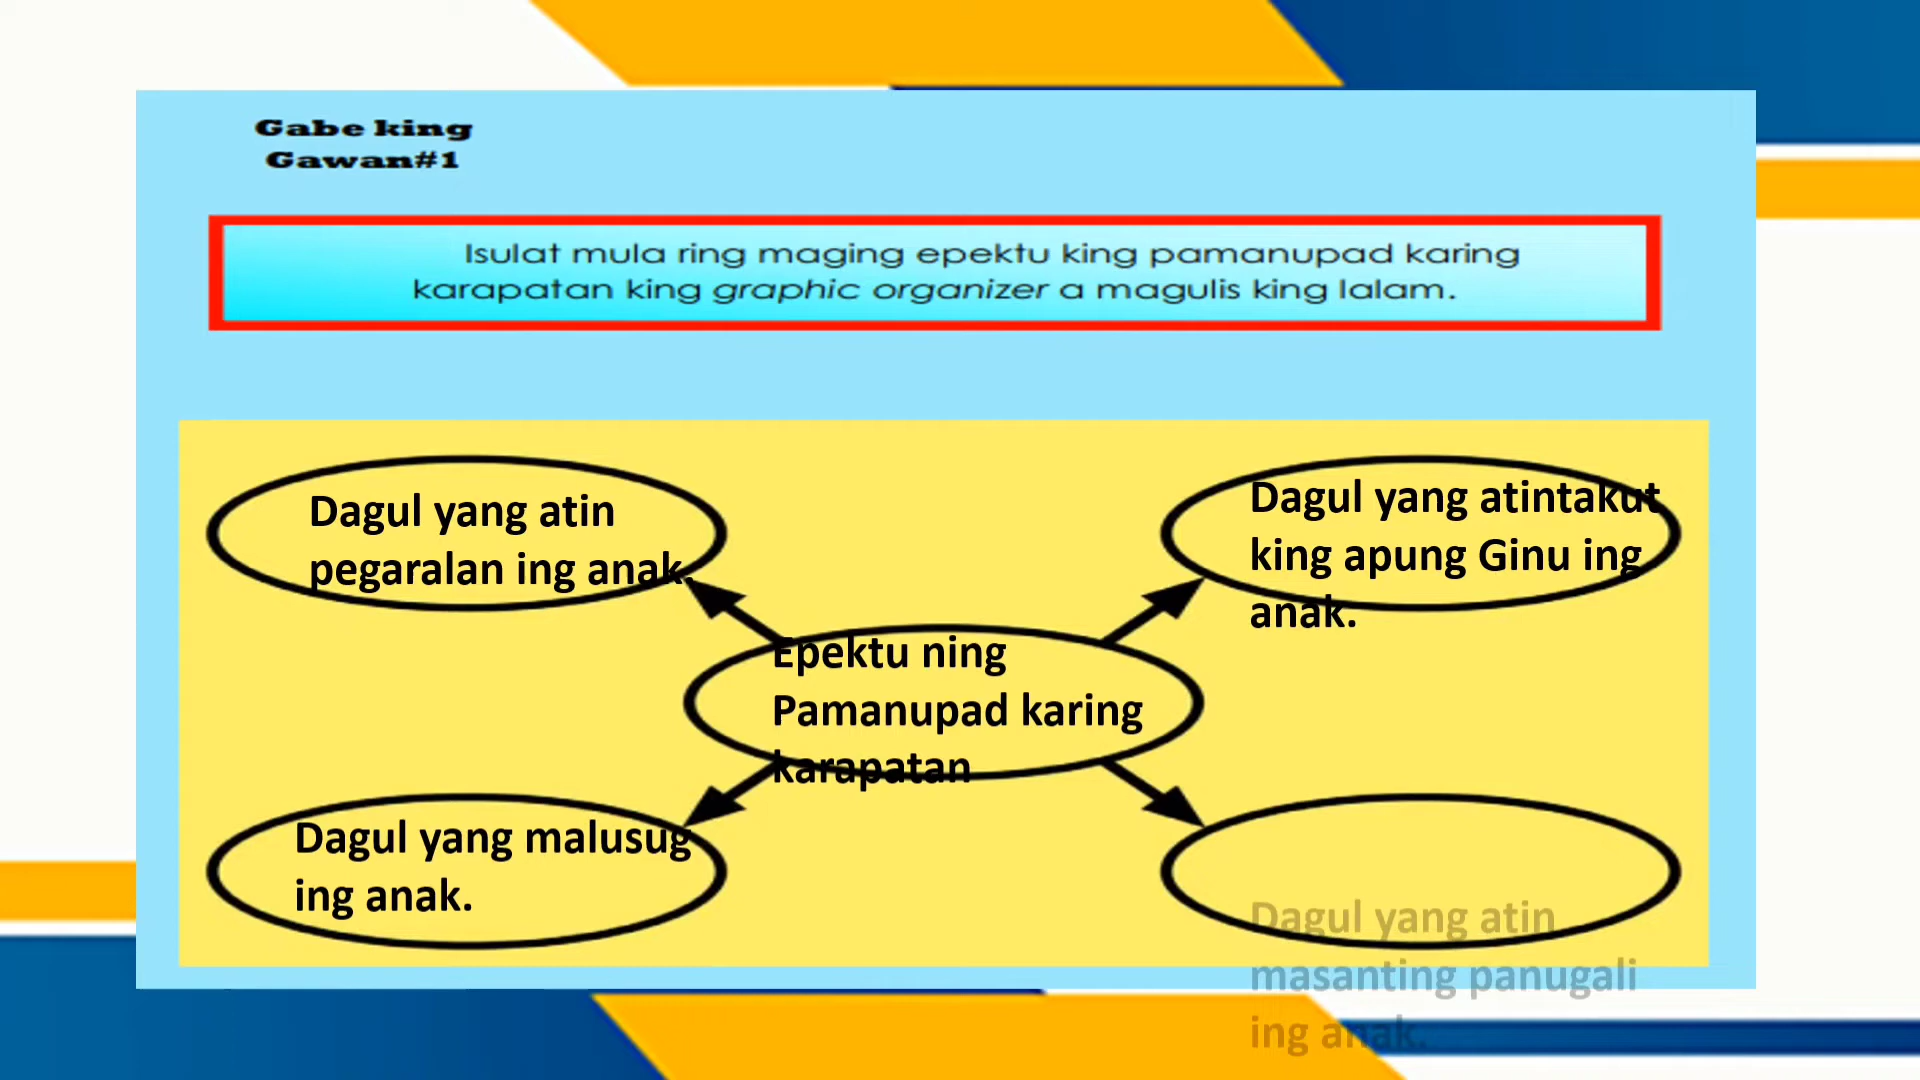 Gabe king
Gawan#1
Isulat mula ring maging epektu king pamanupad karing
karapatan king graphic organizer a magulis king lalam.
Dagul yang atin
pegaralan ing anak.
Dagul yang atintakut
king apung Ginu ing
anak.
Epektu ning
Pamanupad karing
karapatan
Dagul yang malusug
ing anak.
Dagul yang atin
masanting panugali
ing anak.